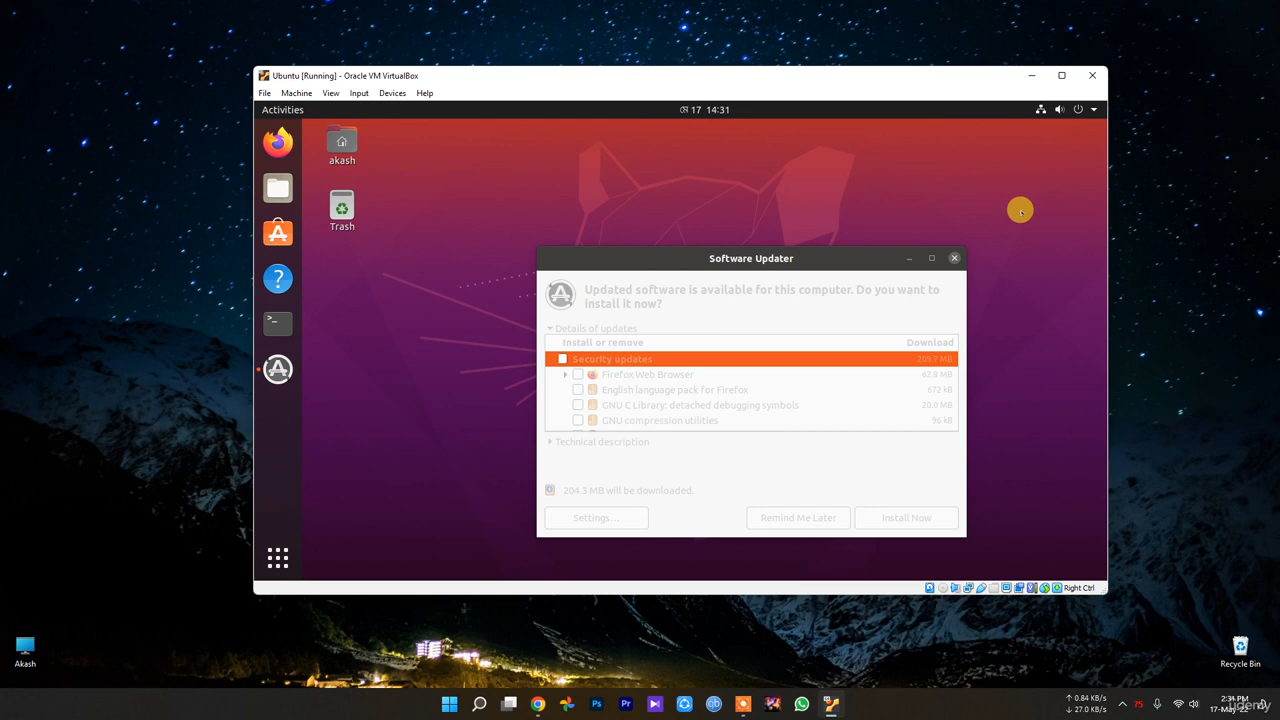 Ubuntu [Running] - Oracle VM VirtualBox
File Machine View Input Devices Help
Activities
মে 17 14:31
akash
Trash
Software Updater
Updated software is available for this computer. Do you want to
install it now?
Details of updates
Install or remove Download
Security updates 209.7 MB
Firefox Web Browser 62.8 MB
English language pack for Firefox 672 kB
GNU C Library: detached debugging symbols 20.0 MB
GNU compression utilities 96 kB
Technical description
204.3 MB will be downloaded.
Settings…
Remind Me Later
Install Now
Right Ctrl
Akash
Recycle Bin
Ps
Pr
qb
0.84 KB/s
27.0 KB/s
75
2:31 PM
17-May-22